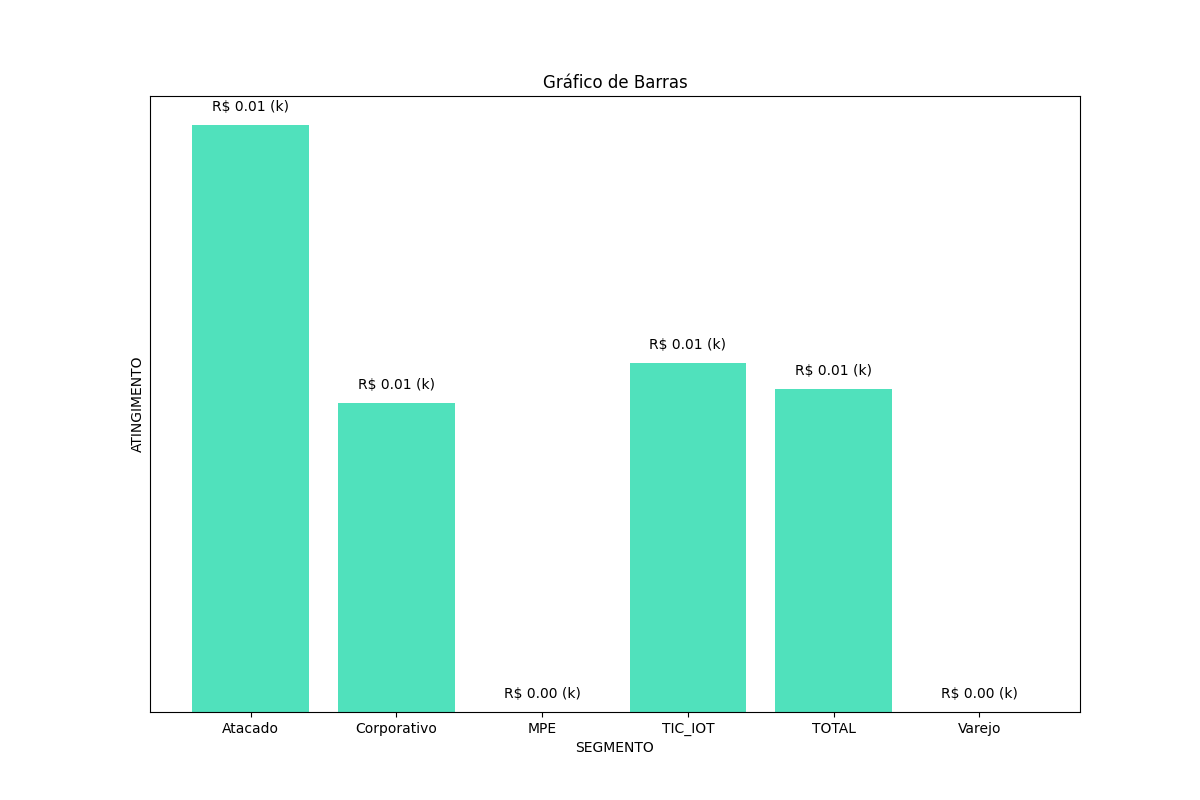 Gráfico de Barras
R$ 0.01 (k)
R$ 0.01 (k)
R$ 0.00 (k)
R$ 0.01 (k)
R$ 0.01 (k)
R$ 0.00 (k)
ATINGIMENTO
Atacado
Corporativo
MPE
TIC_IOT
TOTAL
Varejo
SEGMENTO